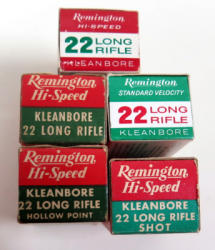 Remington
HI-SPEED
22 LONG
RIFLE
KLEANBORE
Remington
Hi-Speed
KLEANBORE
22 LONG RIFLE
Remington
STANDARD VELOCITY
22 LONG
RIFLE
KLEANBORE
Remington
Hi-Speed
KLEANBORE
22 LONG RIFLE
HOLLOW POINT
Remington
Hi-Speed
KLEANBORE
22 LONG RIFLE
SHOT